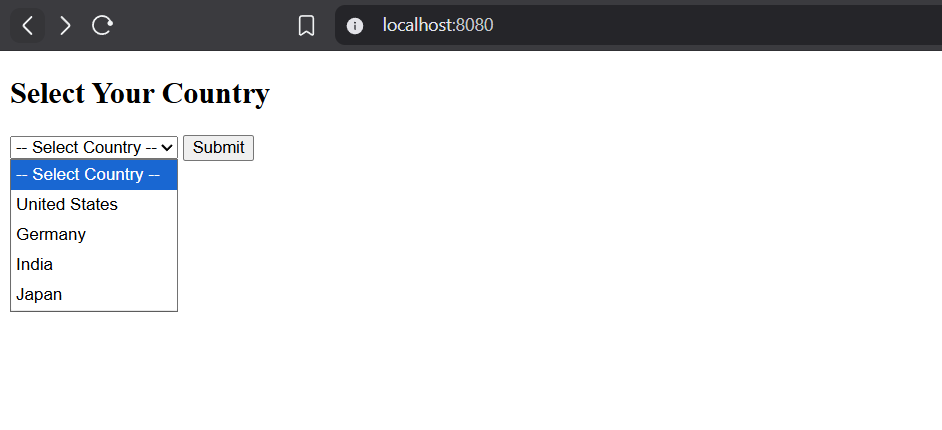 localhost:8080
Select Your Country
-- Select Country -- Submit
-- Select Country --
United States
Germany
India
Japan